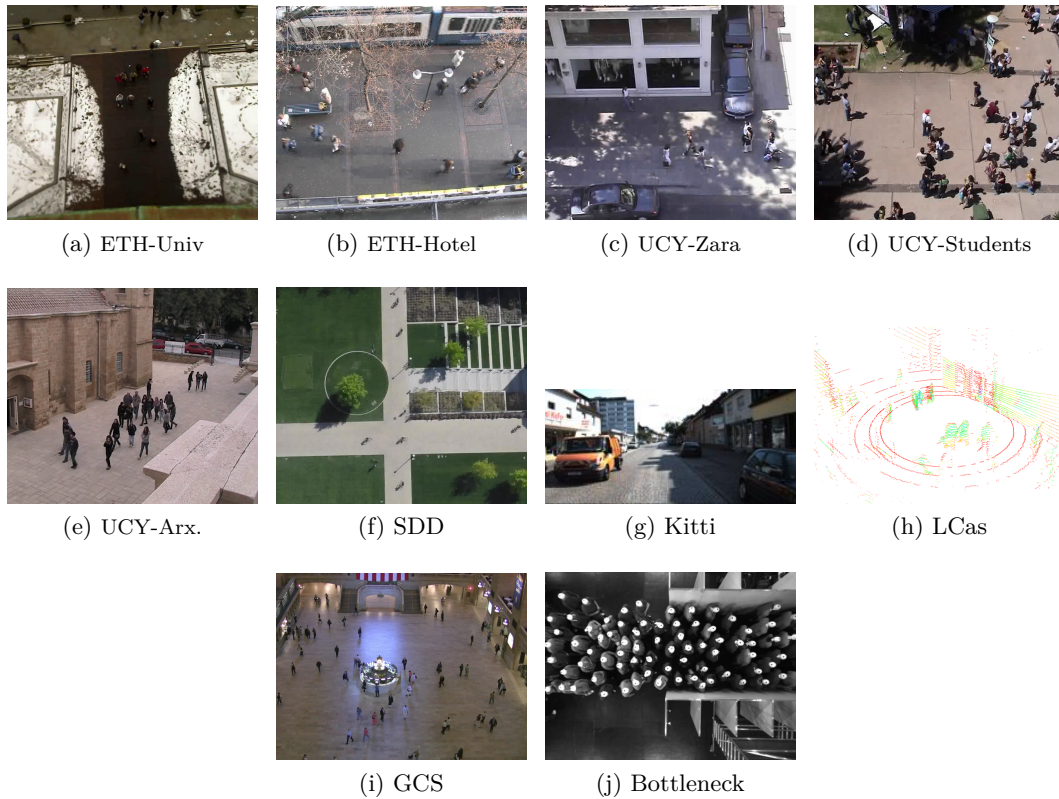 (a) ETH-Univ
(b) ETH-Hotel
(c) UCY-Zara
(d) UCY-Students
(e) UCY-Arx.
(f) SDD
(g) Kitti
(h) LCas
(i) GCS
(j) Bottleneck